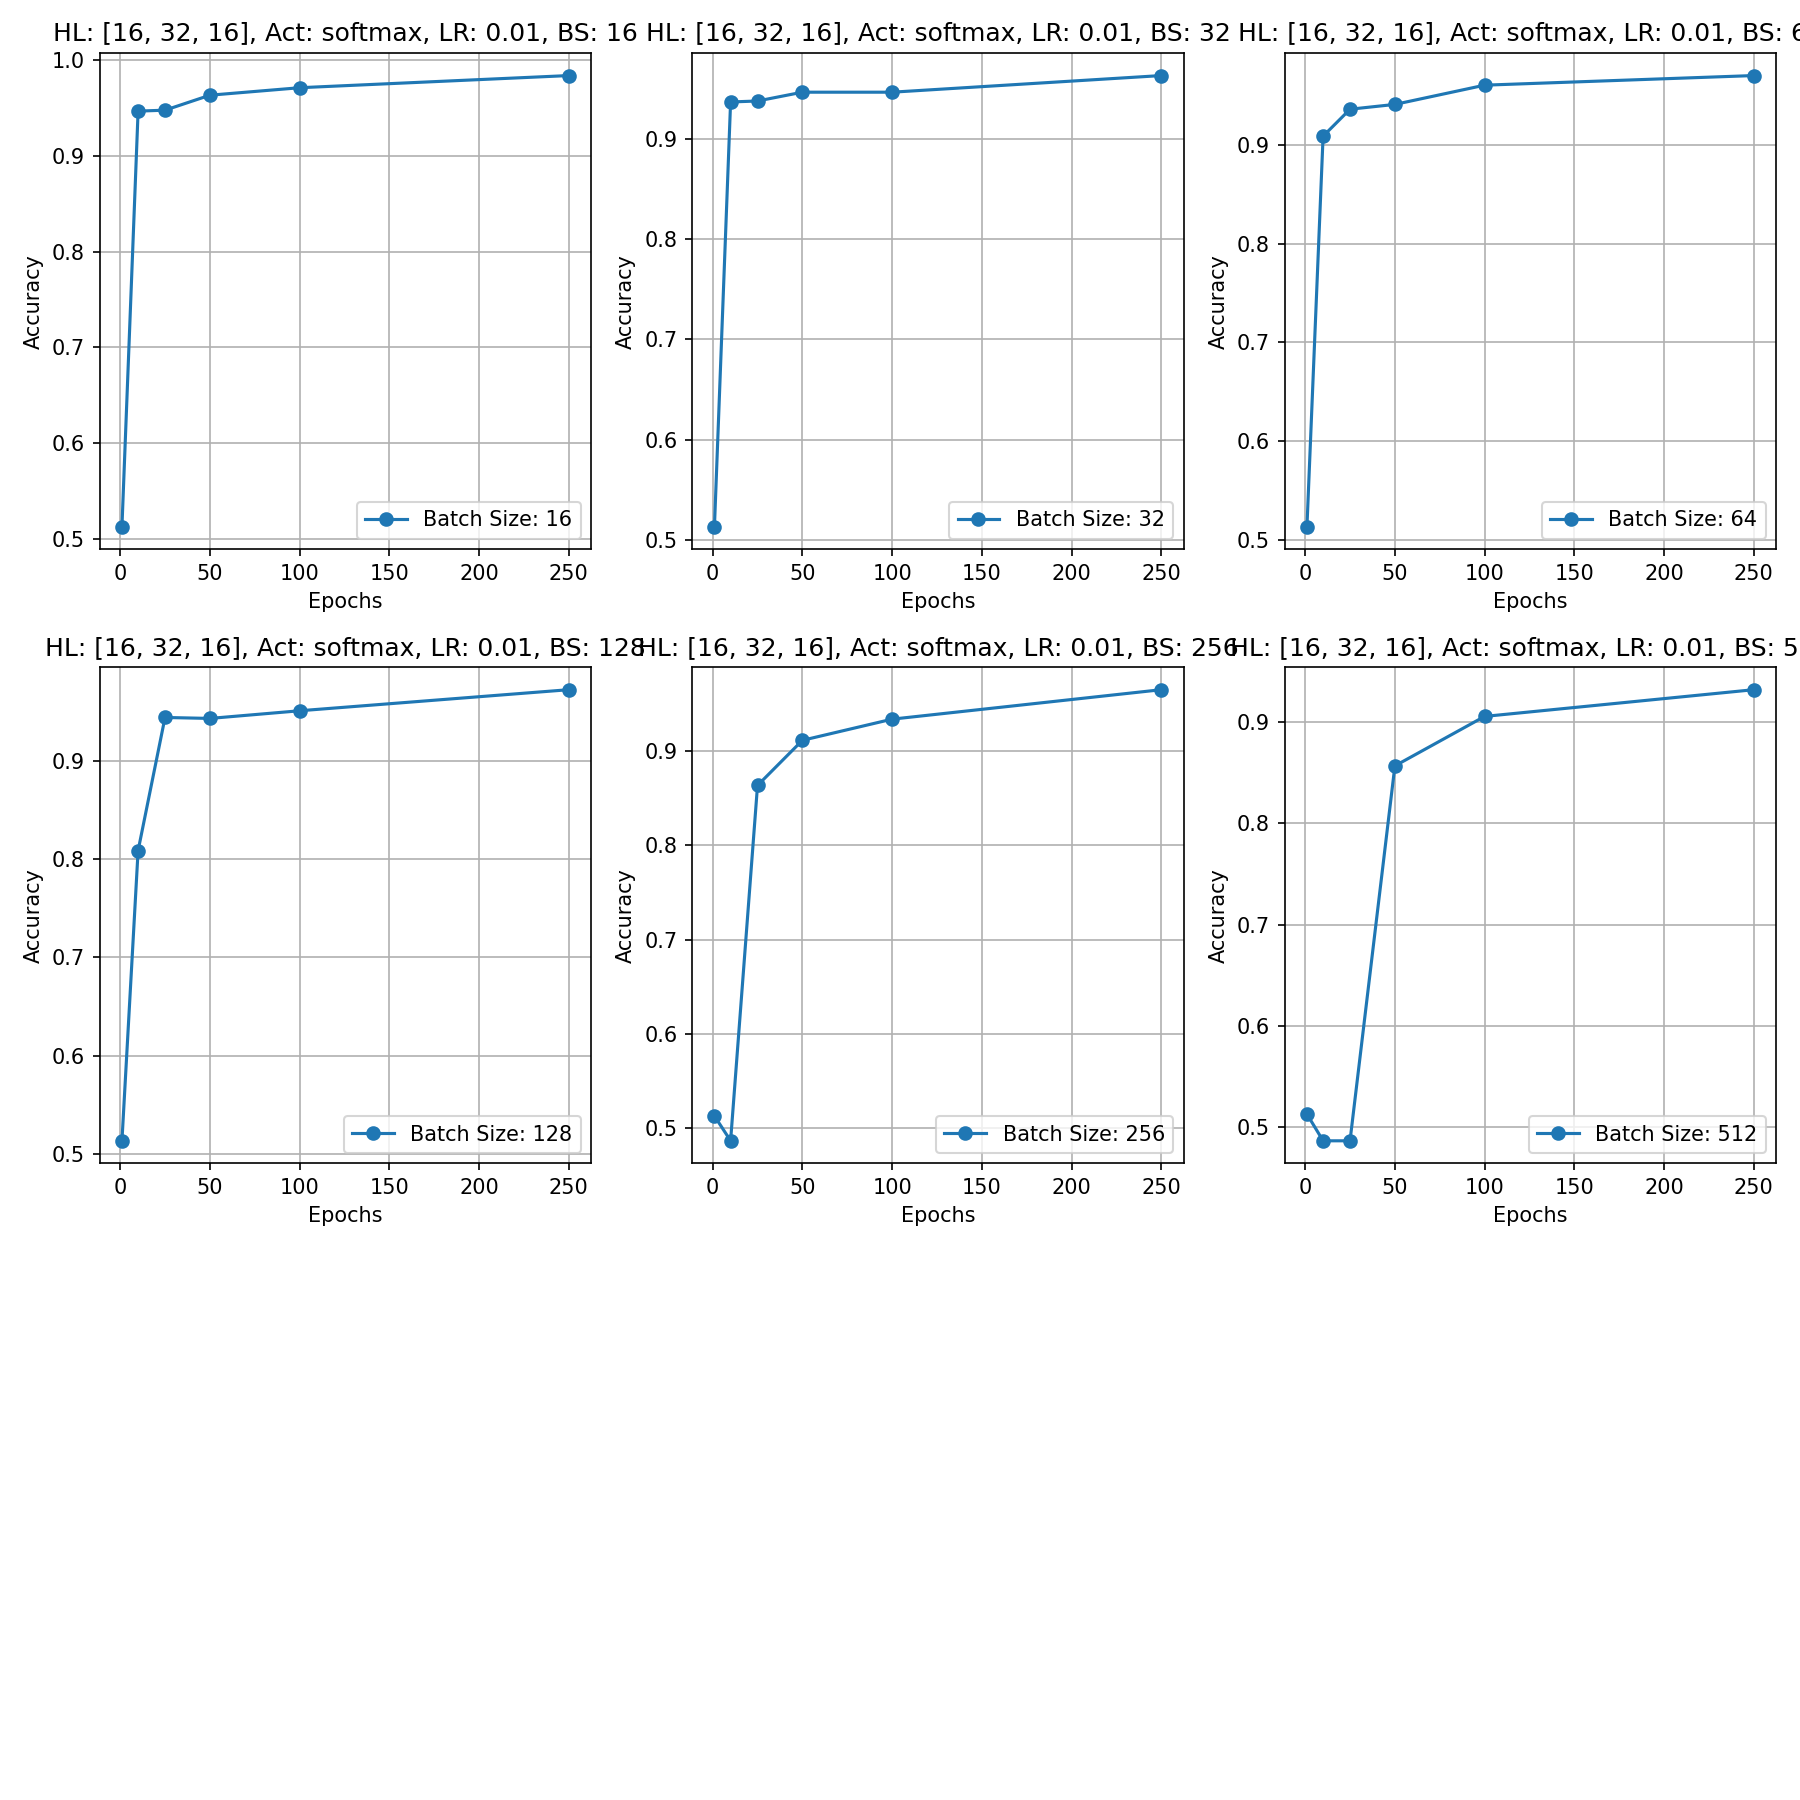 HL: [16, 32, 16], Act: softmax, LR: 0.01, BS: 16
1.0
0.9
0.8
0.7
0.6
0.5
Accuracy
Batch Size: 16
0 50 100 150 200 250
Epochs
HL: [16, 32, 16], Act: softmax, LR: 0.01, BS: 32
0.9
0.8
0.7
0.6
0.5
Accuracy
Batch Size: 32
0 50 100 150 200 250
Epochs
HL: [16, 32, 16], Act: softmax, LR: 0.01, BS: 6
0.9
0.8
0.7
0.6
0.5
Accuracy
Batch Size: 64
0 50 100 150 200 250
Epochs
HL: [16, 32, 16], Act: softmax, LR: 0.01, BS: 128
0.9
0.8
0.7
0.6
0.5
Accuracy
Batch Size: 128
0 50 100 150 200 250
Epochs
HL: [16, 32, 16], Act: softmax, LR: 0.01, BS: 256
0.9
0.8
0.7
0.6
0.5
Accuracy
Batch Size: 256
0 50 100 150 200 250
Epochs
HL: [16, 32, 16], Act: softmax, LR: 0.01, BS: 5
0.9
0.8
0.7
0.6
0.5
Accuracy
Batch Size: 512
0 50 100 150 200 250
Epochs